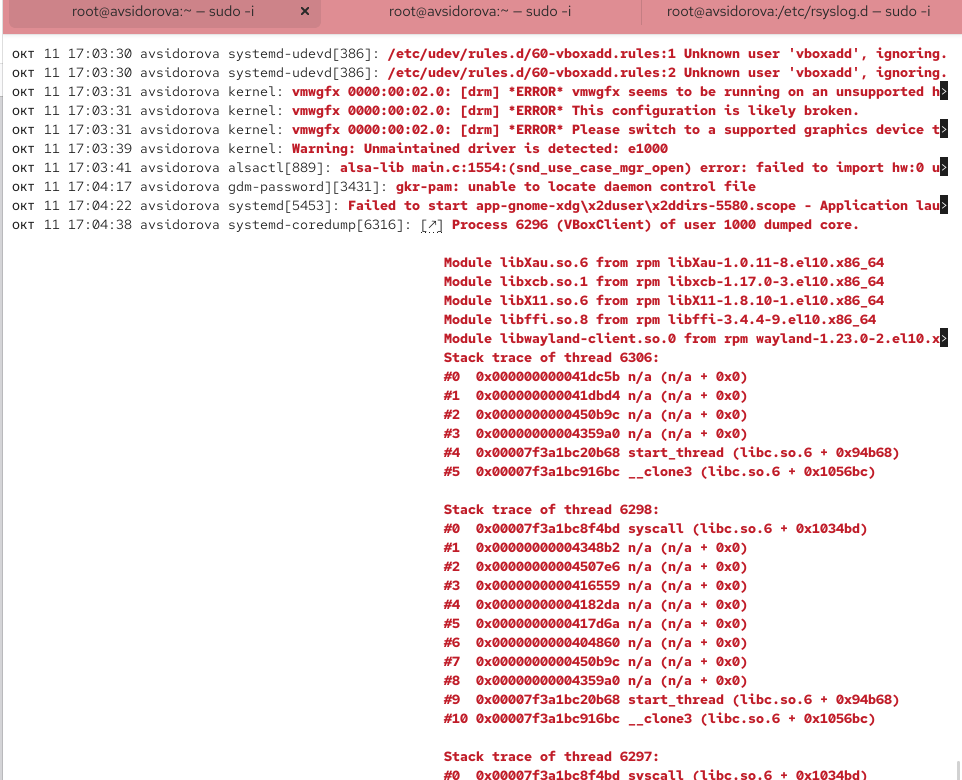 root@avsidorova:~ — sudo -i × root@avsidorova:~ — sudo -i root@avsidorova:/etc/rsyslog.d — sudo -i
окт 11 17:03:30 avsidorova systemd-udevd[386]: /etc/udev/rules.d/60-vboxadd.rules:1 Unknown user 'vboxadd', ignoring.
окт 11 17:03:30 avsidorova systemd-udevd[386]: /etc/udev/rules.d/60-vboxadd.rules:2 Unknown user 'vboxadd', ignoring.
окт 11 17:03:31 avsidorova kernel: vmwgfx 0000:00:02.0: [drm] *ERROR* vmwgfx seems to be running on an unsupported h>
окт 11 17:03:31 avsidorova kernel: vmwgfx 0000:00:02.0: [drm] *ERROR* This configuration is likely broken.
окт 11 17:03:31 avsidorova kernel: vmwgfx 0000:00:02.0: [drm] *ERROR* Please switch to a supported graphics device t>
окт 11 17:03:39 avsidorova kernel: Warning: Unmaintained driver is detected: e1000
окт 11 17:03:41 avsidorova alsactl[889]: alsa-lib main.c:1554:(snd_use_case_mgr_open) error: failed to import hw:0 u>
окт 11 17:04:17 avsidorova gdm-password][3431]: gkr-pam: unable to locate daemon control file
окт 11 17:04:22 avsidorova systemd[5453]: Failed to start app-gnome-xdg\x2duser\x2ddirs-5580.scope - Application lau>
окт 11 17:04:38 avsidorova systemd-coredump[6316]: [↗] Process 6296 (VBoxClient) of user 1000 dumped core.
Module libXau.so.6 from rpm libXau-1.0.11-8.el10.x86_64
Module libxcb.so.1 from rpm libxcb-1.17.0-3.el10.x86_64
Module libX11.so.6 from rpm libX11-1.8.10-1.el10.x86_64
Module libffi.so.8 from rpm libffi-3.4.4-9.el10.x86_64
Module libwayland-client.so.0 from rpm wayland-1.23.0-2.el10.x>
Stack trace of thread 6306:
#0 0x000000000041dc5b n/a (n/a + 0x0)
#1 0x000000000041dbd4 n/a (n/a + 0x0)
#2 0x0000000000450b9c n/a (n/a + 0x0)
#3 0x00000000004359a0 n/a (n/a + 0x0)
#4 0x00007f3a1bc20b68 start_thread (libc.so.6 + 0x94b68)
#5 0x00007f3a1bc916bc __clone3 (libc.so.6 + 0x1056bc)
Stack trace of thread 6298:
#0 0x00007f3a1bc8f4bd syscall (libc.so.6 + 0x1034bd)
#1 0x00000000004348b2 n/a (n/a + 0x0)
#2 0x00000000004507e6 n/a (n/a + 0x0)
#3 0x0000000000416559 n/a (n/a + 0x0)
#4 0x00000000004182da n/a (n/a + 0x0)
#5 0x0000000000417d6a n/a (n/a + 0x0)
#6 0x0000000000404860 n/a (n/a + 0x0)
#7 0x0000000000450b9c n/a (n/a + 0x0)
#8 0x00000000004359a0 n/a (n/a + 0x0)
#9 0x00007f3a1bc20b68 start_thread (libc.so.6 + 0x94b68)
#10 0x00007f3a1bc916bc __clone3 (libc.so.6 + 0x1056bc)
Stack trace of thread 6297:
#0 0x00007f3a1bc8f4bd syscall (libc.so.6 + 0x1034bd)